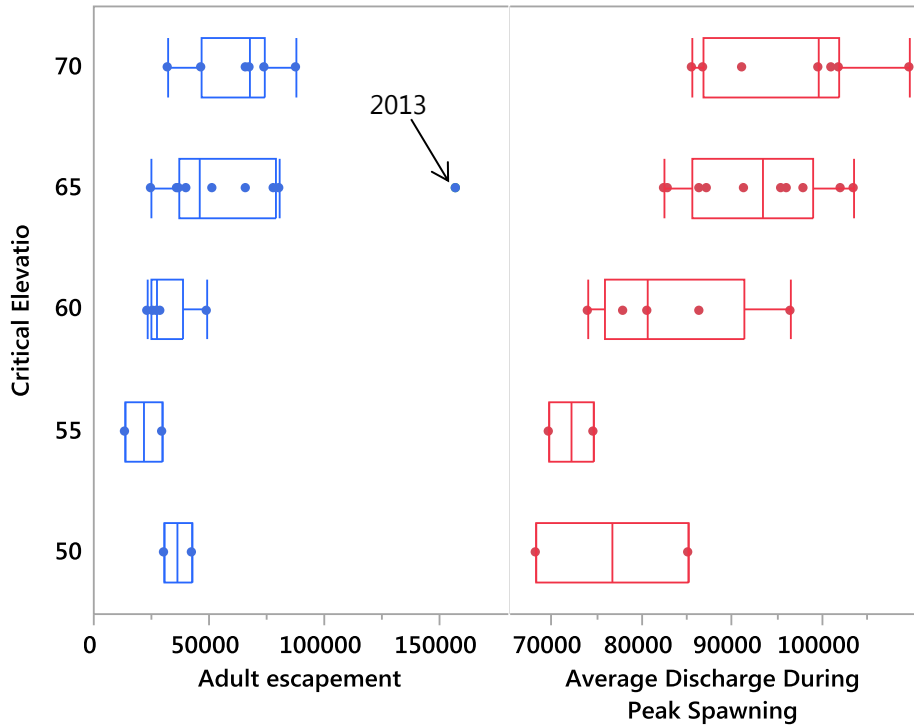 2013
70
65
60
55
50
Critical Elevatio
0 50000 100000 150000 70000 80000 90000 100000
Adult escapement
Average Discharge During
Peak Spawning